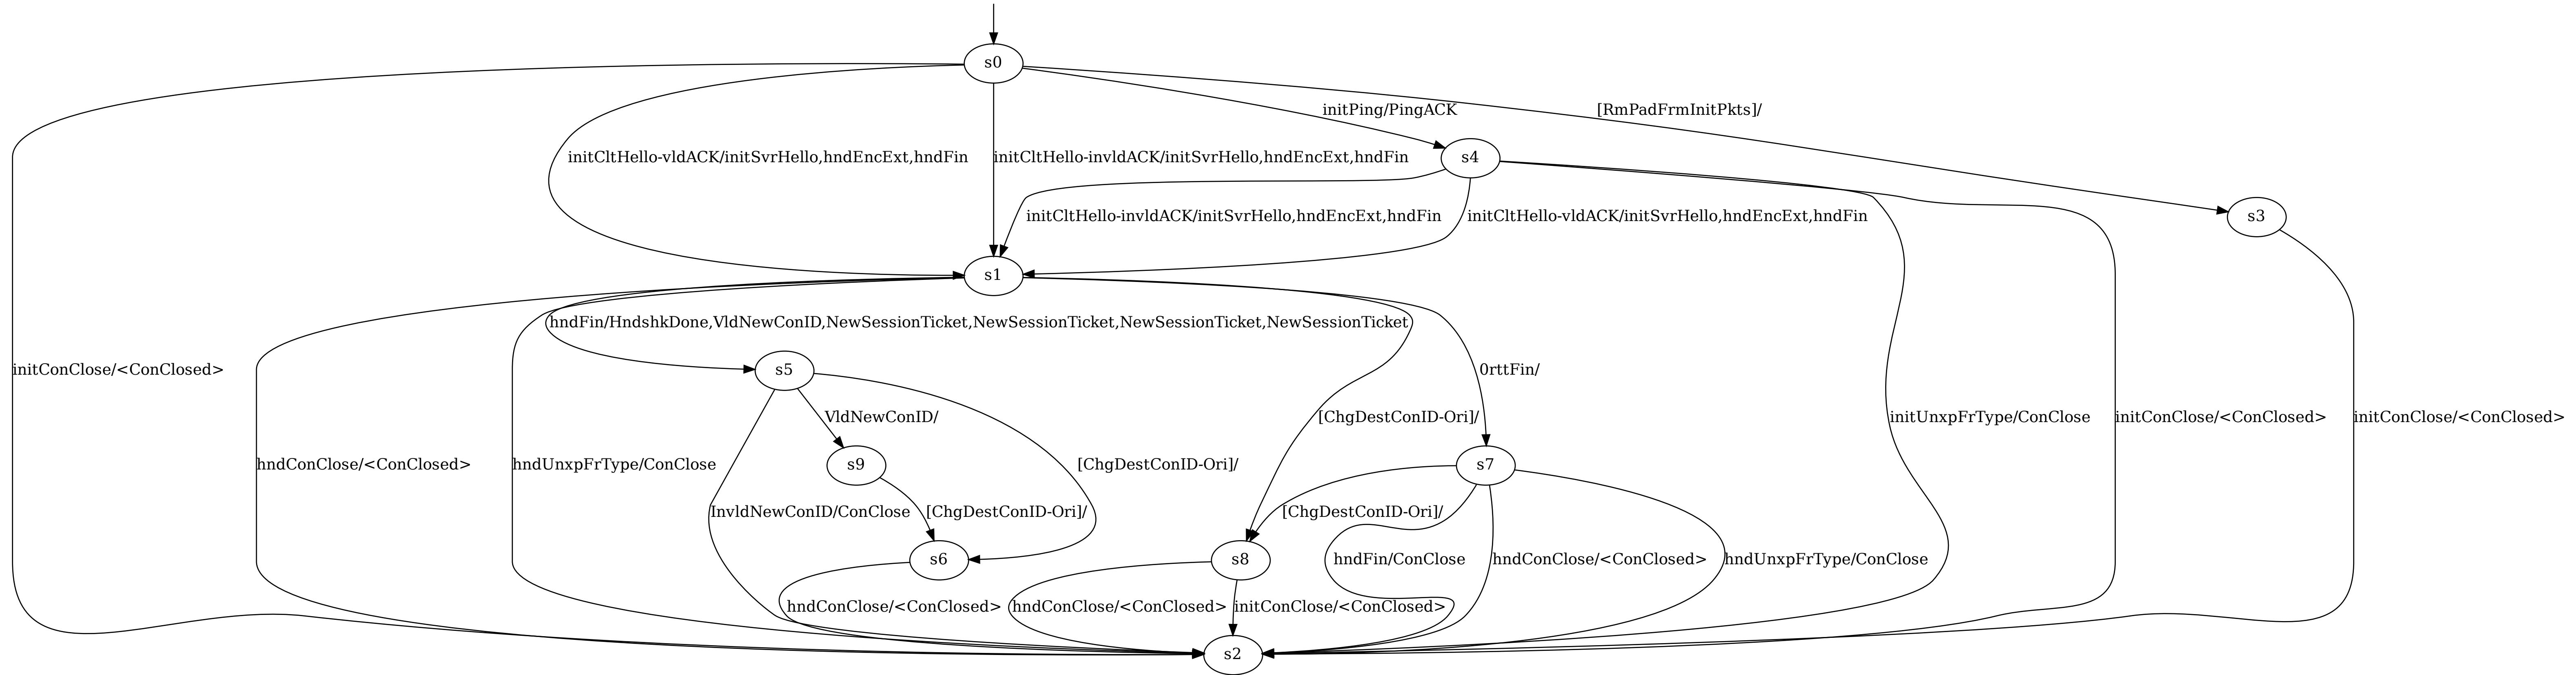 s0
initPing/PingACK
[RmPadFrmInitPkts]/
initCltHello-vldACK/initSvrHello,hndEncExt,hndFin
initCltHello-invldACK/initSvrHello,hndEncExt,hndFin
s4
initCltHello-invldACK/initSvrHello,hndEncExt,hndFin
initCltHello-vldACK/initSvrHello,hndEncExt,hndFin
s3
s1
hndFin/HndshkDone,VldNewConID,NewSessionTicket,NewSessionTicket,NewSessionTicket,NewSessionTicket
initConClose/<ConClosed>
s5
0rttFin/
VldNewConID/
[ChgDestConID-Ori]/
initUnxpFrType/ConClose
initConClose/<ConClosed>
initConClose/<ConClosed>
hndConClose/<ConClosed>
hndUnxpFrType/ConClose
s9
[ChgDestConID-Ori]/
s7
InvldNewConID/ConClose
[ChgDestConID-Ori]/
[ChgDestConID-Ori]/
s6
s8
hndFin/ConClose
hndConClose/<ConClosed>
hndUnxpFrType/ConClose
hndConClose/<ConClosed>
hndConClose/<ConClosed>
initConClose/<ConClosed>
s2